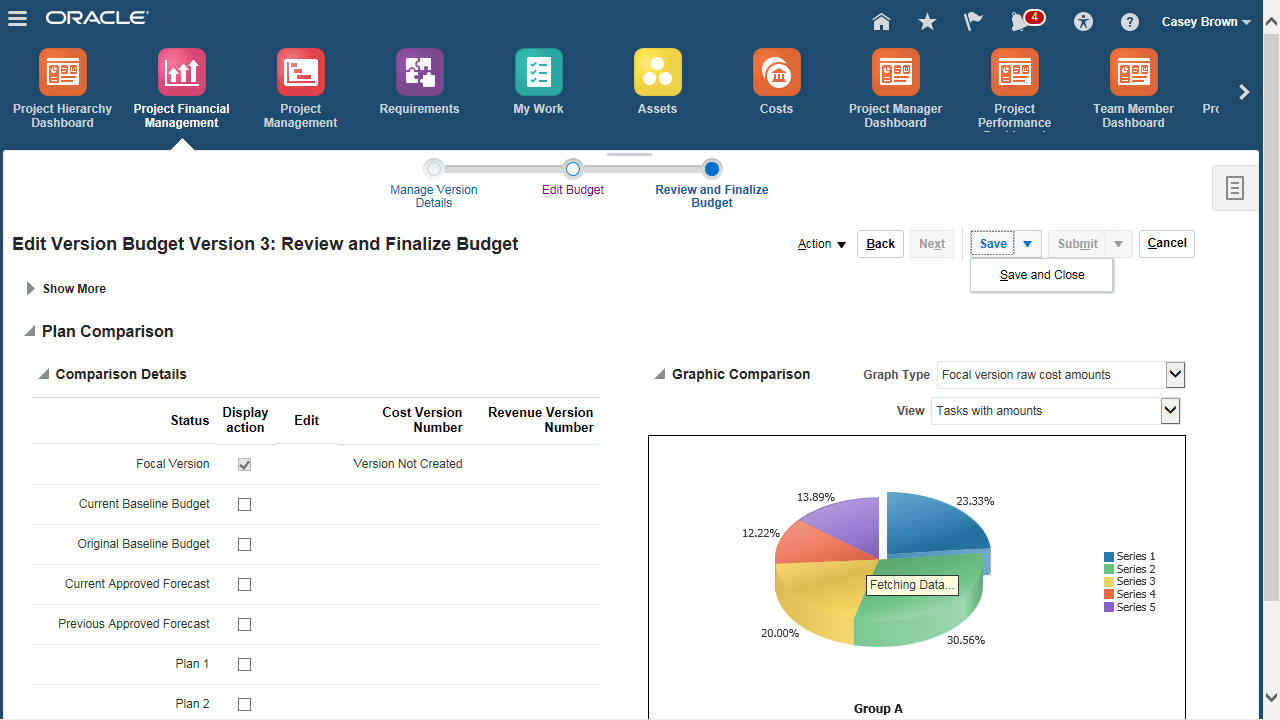 ORACLE
4
Casey Brown
Project Hierarchy
Dashboard
Project Financial
Management
Project
Management
Requirements
My Work
Assets
Costs
Project Manager
Dashboard
Project
Performance
Team Member
Dashboard
Manage Version
Details
Edit Budget
Review and Finalize
Budget
Edit Version Budget Version 3: Review and Finalize Budget
Action
Back
Next
Save
Submit
Cancel
Save and Close
Show More
Plan Comparison
Comparison Details
Status
Display
action
Edit
Cost Version
Number
Revenue Version
Number
Focal Version
Version Not Created
Current Baseline Budget
Original Baseline Budget
Current Approved Forecast
Previous Approved Forecast
Plan 1
Plan 2
Graphic Comparison
Graph Type
Focal version raw cost amounts
View
Tasks with amounts
13.89%
23.33%
12.22%
Fetching Data...
20.00%
30.56%
Series 1
Series 2
Series 3
Series 4
Series 5
Group A